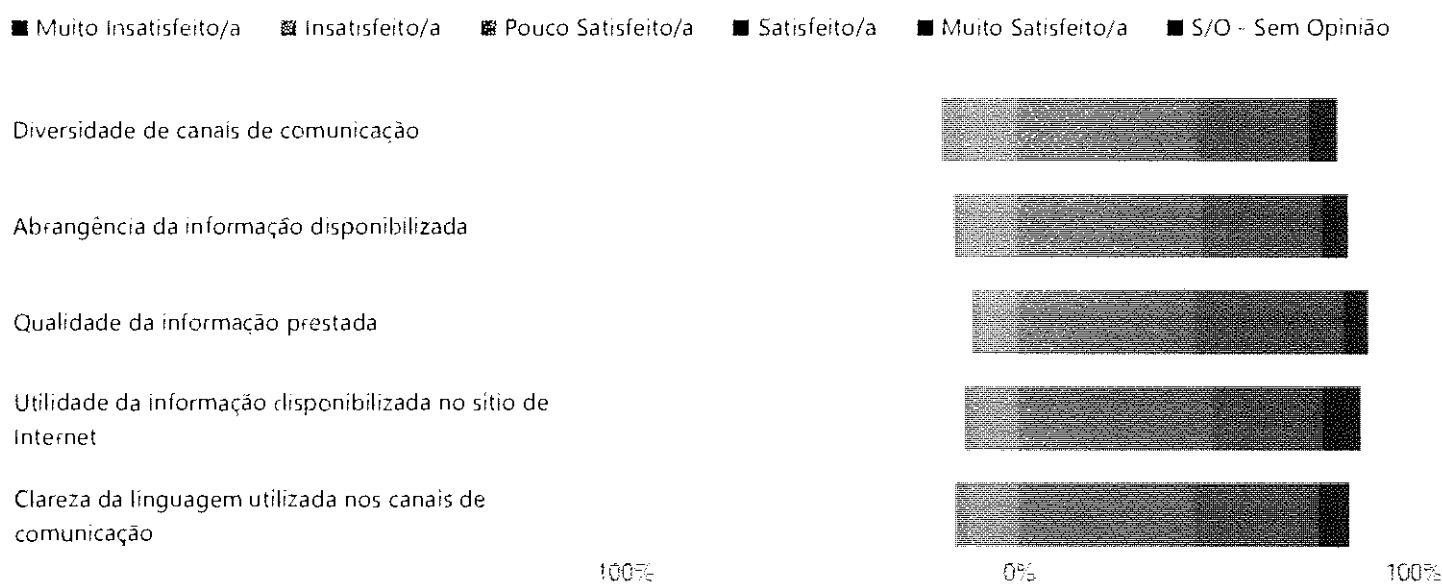 Muito Insatisfeito/a Insatisfeito/a Pouco Satisfeito/a Satisfeito/a Muito Satisfeito/a S/O - Sem Opinião
Diversidade de canais de comunicação
Abrangência da informação disponibilizada
Qualidade da informação prestada
Utilidade da informação disponibilizada no sítio de
Internet
Clareza da linguagem utilizada nos canais de
comunicação
100% 0% 100%